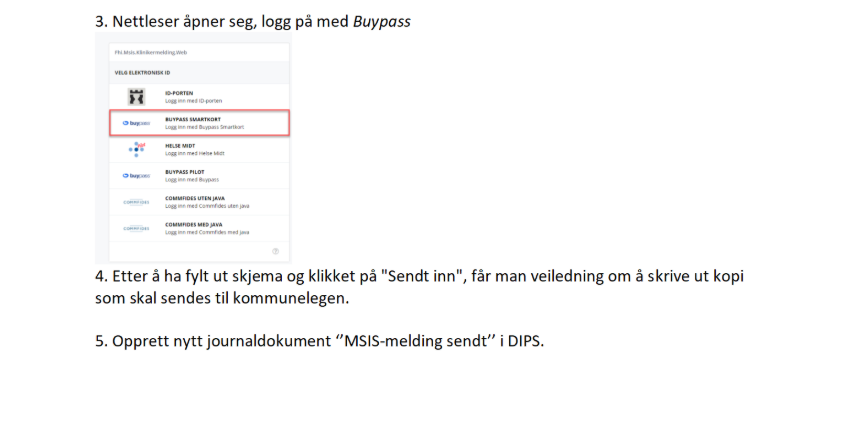 3. Nettleser åpner seg, logg på med Buypass
FHI.Msis.Klinikermelding.Web
VELG ELEKTRONISK ID
ID-PORTEN
Logg inn med ID-porten
buypass
BUYPASS SMARTKORT
Logg inn med Buypass Smartkort
HELSE MIDT
Logg inn med Helse Midt
buypass
BUYPASS PILOT
Logg inn med Buypass
COMMFIDES
COMMFIDES UTEN JAVA
Logg inn med Commfides uten java
COMMFIDES
COMMFIDES MED JAVA
Logg inn med Commfides med java
4. Etter å ha fylt ut skjema og klikket på "Sendt inn", får man veiledning om å skrive ut kopi
som skal sendes til kommunelegen.
5. Opprett nytt journaldokument ‘’MSIS-melding sendt’’ i DIPS.